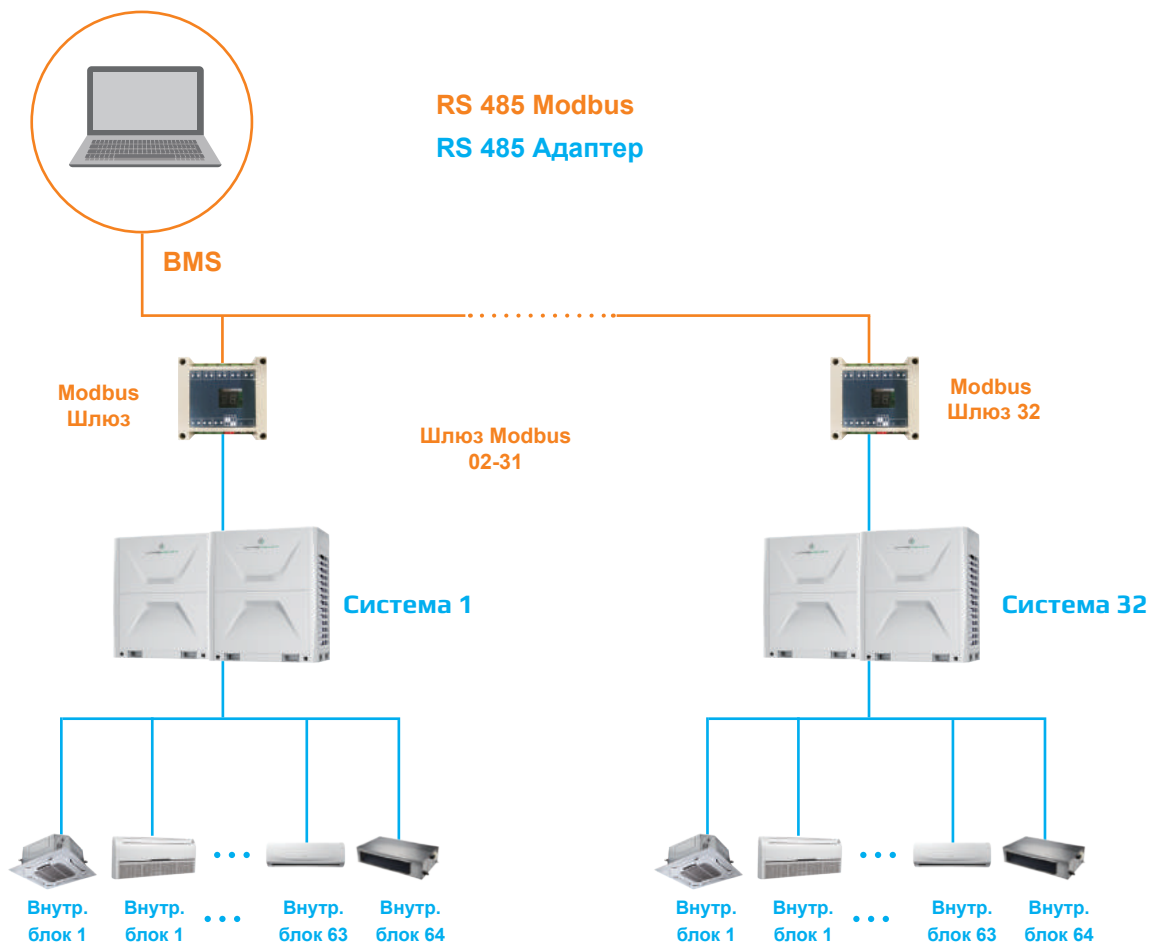 RS 485 Modbus
RS 485 Адаптер
BMS
Modbus
Шлюз
Шлюз Modbus
02-31
Modbus
Шлюз 32
Система 1
Система 32
Внутр.
блок 1
Внутр.
блок 1
Внутр.
блок 63
Внутр.
блок 64
Внутр.
блок 1
Внутр.
блок 1
Внутр.
блок 63
Внутр.
блок 64